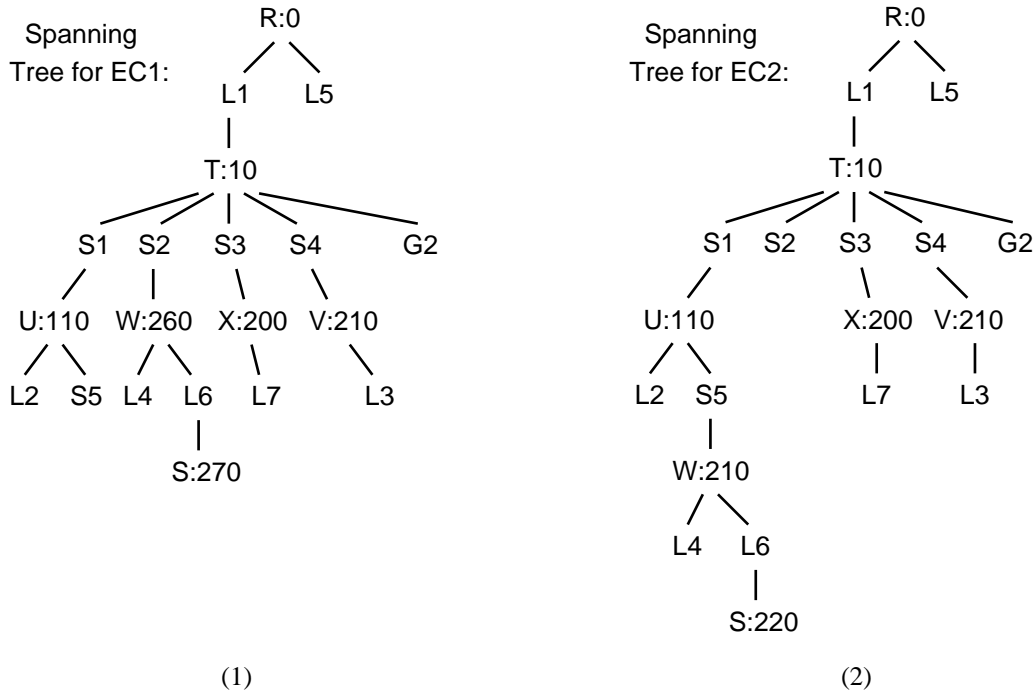 Spanning
Tree for EC1:
R:0
L1 L5
T:10
S1 S2 S3 S4 G2
U:110 W:260 X:200 V:210
L2 S5 L4 L6 L7 L3
S:270
(1)
Spanning
Tree for EC2:
R:0
L1 L5
T:10
S1 S2 S3 S4 G2
U:110 X:200 V:210
L2 S5 L7 L3
W:210
L4 L6
S:220
(2)